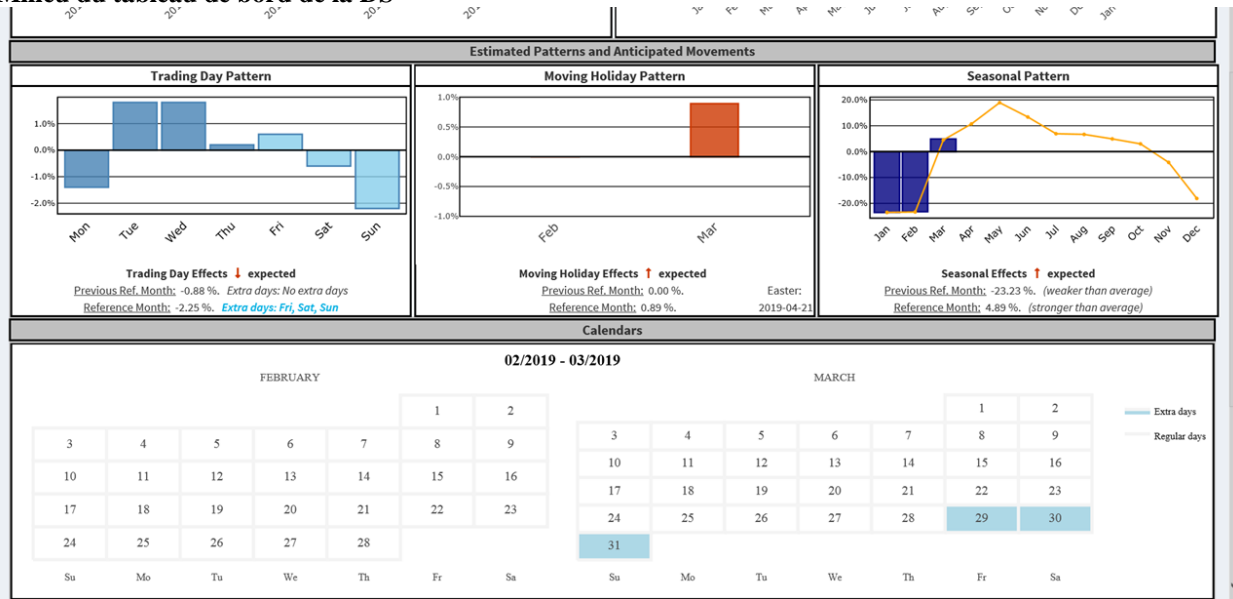 Milieu du tableau de bord de la DS
Estimated Patterns and Anticipated Movements
Trading Day Pattern
1.0%
0.0%
-1.0%
-2.0%
Mon Tue Wed Thu Fri Sat Sun
Trading Day Effects ↓ expected
Previous Ref. Month: -0.88 %. Extra days: No extra days
Reference Month: -2.25 %. Extra days: Fri, Sat, Sun
Moving Holiday Pattern
1.0%
0.5%
0.0%
-0.5%
-1.0%
Feb Mar
Moving Holiday Effects ↑ expected
Previous Ref. Month: 0.00 %. Easter:
Reference Month: 0.89 %. 2019-04-21
Seasonal Pattern
20.0%
10.0%
0.0%
-10.0%
-20.0%
Jan Feb Mar Apr May Jun Jul Aug Sep Oct Nov Dec
Seasonal Effects ↑ expected
Previous Ref. Month: -23.23 %. (weaker than average)
Reference Month: 4.89 %. (stronger than average)
Calendars
02/2019 - 03/2019
FEBRUARY
1 2
3 4 5 6 7 8 9
10 11 12 13 14 15 16
17 18 19 20 21 22 23
24 25 26 27 28
Su Mo Tu We Th Fr Sa
MARCH
1 2
3 4 5 6 7 8 9
10 11 12 13 14 15 16
17 18 19 20 21 22 23
24 25 26 27 28 29 30
31
Su Mo Tu We Th Fr Sa
Extra days
Regular days